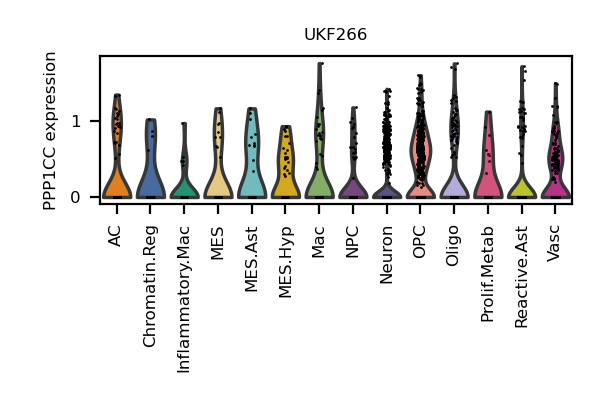 UKF266
PPP1CC expression
1
0
AC
Chromatin.Reg
Inflammatory.Mac
MES
MES.Ast
MES.Hyp
Mac
NPC
Neuron
OPC
Oligo
Prolif.Metab
Reactive.Ast
Vasc